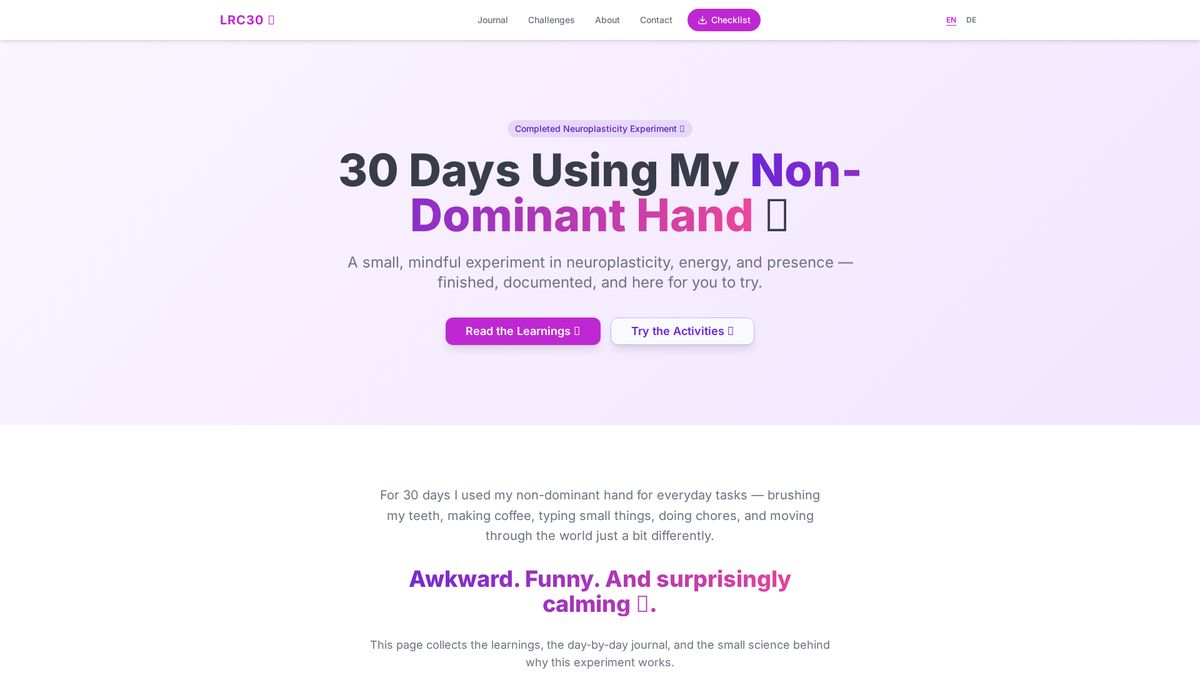 LRC30
Journal Challenges About Contact Checklist EN DE
Completed Neuroplasticity Experiment
30 Days Using My Non-
Dominant Hand
A small, mindful experiment in neuroplasticity, energy, and presence —
finished, documented, and here for you to try.
Read the Learnings Try the Activities
For 30 days I used my non-dominant hand for everyday tasks — brushing
my teeth, making coffee, typing small things, doing chores, and moving
through the world just a bit differently.
Awkward. Funny. And surprisingly
calming .
This page collects the learnings, the day-by-day journal, and the small science behind
why this experiment works.